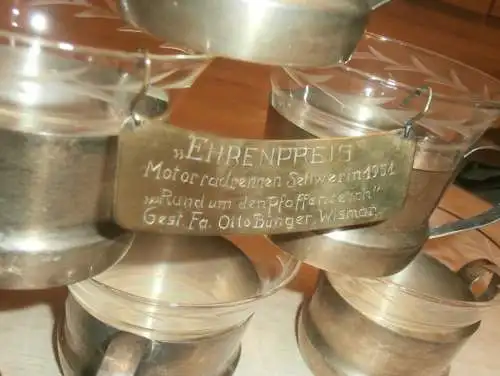 „EHRENPREIS
Motorradrennen Schwerin 1951
„Rund um den Pfaffenteich"
Gest. Fa. Otto Bünger, Wismar.